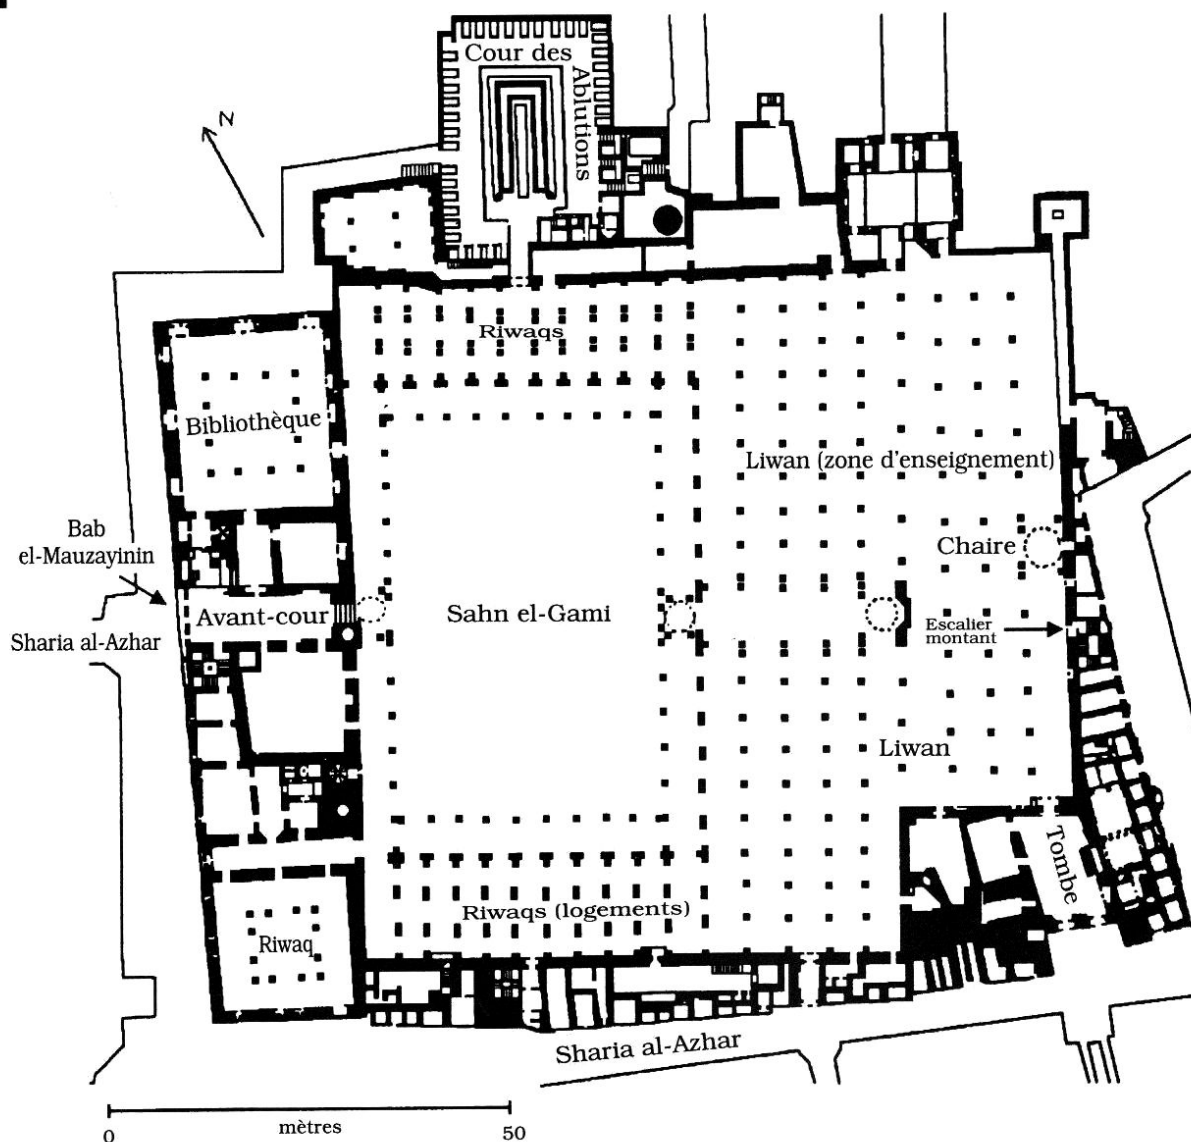 Cour des
Ablutions
N
Riwaqs
Bibliothèque
Liwan (zone d'enseignement)
Bab
el-Mauzayinin
Chaire
Avant-cour
Sahn el-Gami
Escalier
montant
Sharia al-Azhar
Liwan
Tombe
Riwaqs (logements)
Riwaq
Sharia al-Azhar
mètres
0
50